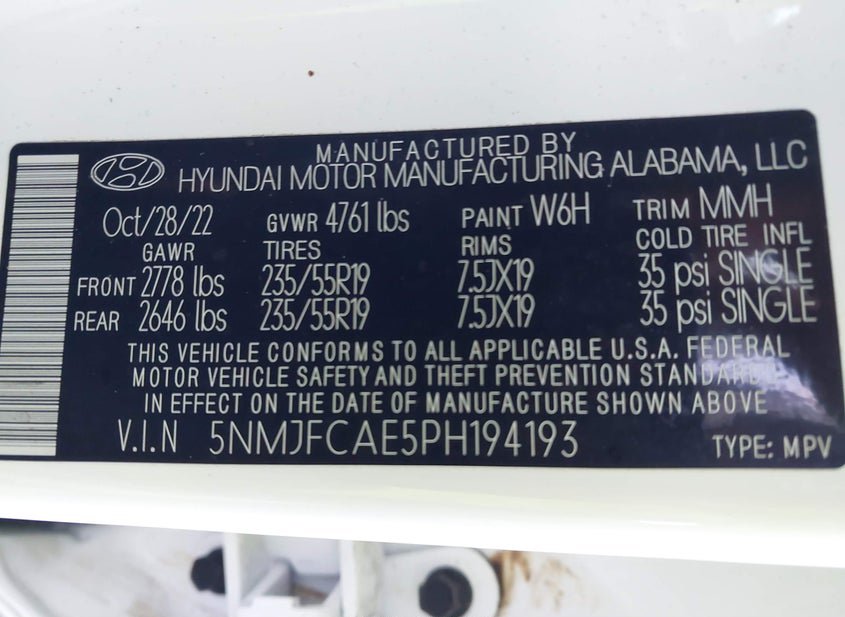 MANUFACTURED BY
HYUNDAI MOTOR MANUFACTURING ALABAMA, LLC
Oct/28/22 GVWR 4761 lbs PAINT W6H TRIM MMH
GAWR TIRES RIMS COLD TIRE INFL
FRONT 2778 lbs 235/55R19 7.5JX19 35 psi SINGLE
REAR 2646 lbs 235/55R19 7.5JX19 35 psi SINGLE
THIS VEHICLE CONFORMS TO ALL APPLICABLE U.S.A. FEDERAL
MOTOR VEHICLE SAFETY AND THEFT PREVENTION STANDARDS
IN EFFECT ON THE DATE OF MANUFACTURE SHOWN ABOVE
V.I.N 5NMJFCAE5PH194193 TYPE: MPV